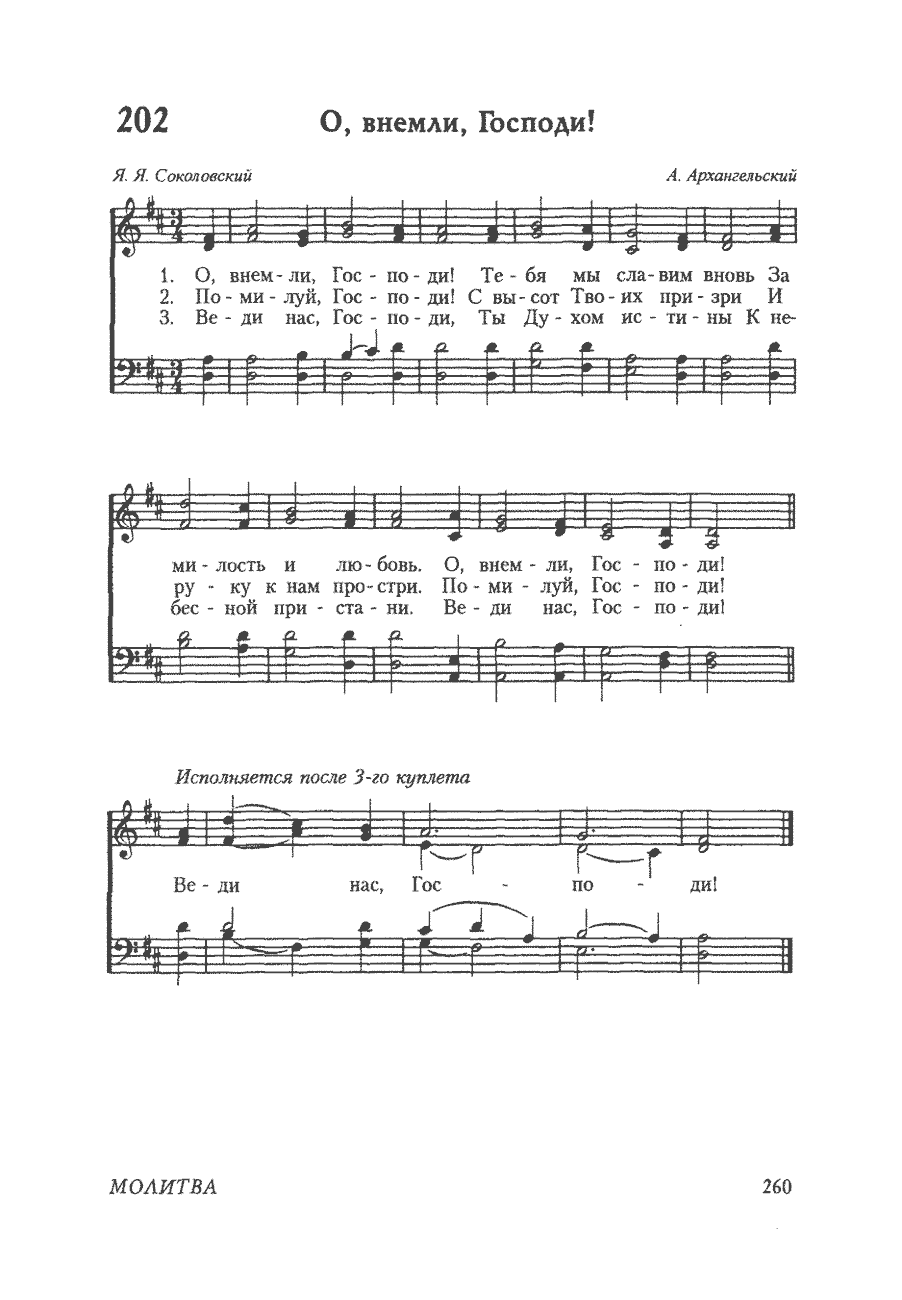 202
О, внемли, Господи!
Я. Я. Соколовский
А. Архангельский
1. О, внем-ли, Гос - по - ди! Те - бя мы сла-вим вновь За
2. По - ми - луй, Гос - по - ди! С вы-сот Тво-их при - зри И
3. Ве - ди нас, Гос - по - ди, Ты Ду - хом ис - ти - ны К не-
ми - лость и лю - бовь. О, внем - ли, Гос - по - ди!
ру - ку к нам про-стри. По - ми - луй, Гос - по - ди!
бес - ной при - ста - ни. Ве - ди нас, Гос - по - ди!
Исполняется после 3-го куплета
Ве - ди нас, Гос - по - ди!
МОЛИТВА
260